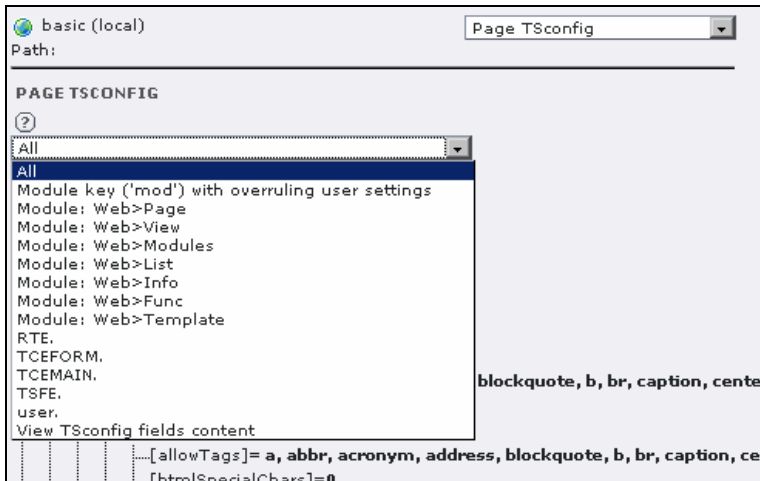 basic (local)
Page TSconfig
Path:
PAGE TSCONFIG
?
All
All
Module key ('mod') with overruling user settings
Module: Web>Page
Module: Web>View
Module: Web>Modules
Module: Web>List
Module: Web>Info
Module: Web>Func
Module: Web>Template
RTE.
TCEFORM.
TCEMAIN.
blockquote, b, br, caption, cente
TSFE.
user.
View TSconfig fields content
[allowTags]= a, abbr, acronym, address, blockquote, b, br, caption, ce
[htmlSpecialChars]=0